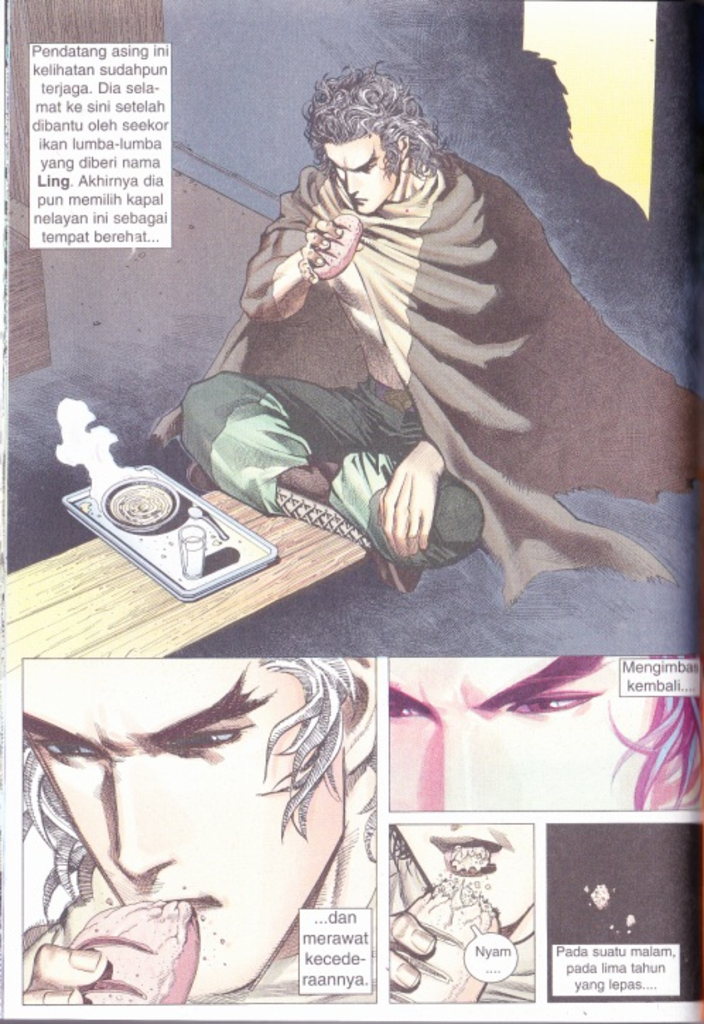 Pendatang asing ini
kelihatan sudahpun
terjaga. Dia sela-
mat ke sini setelah
dibantu oleh seekor
ikan lumba-lumba
yang diberi nama
Ling. Akhirnya dia
pun memilih kapal
nelayan ini sebagai
tempat berehat...
...dan
merawat
kecede-
raannya.
Mengimbas
kembali....
Nyam
....
Pada suatu malam,
pada lima tahun
yang lepas....